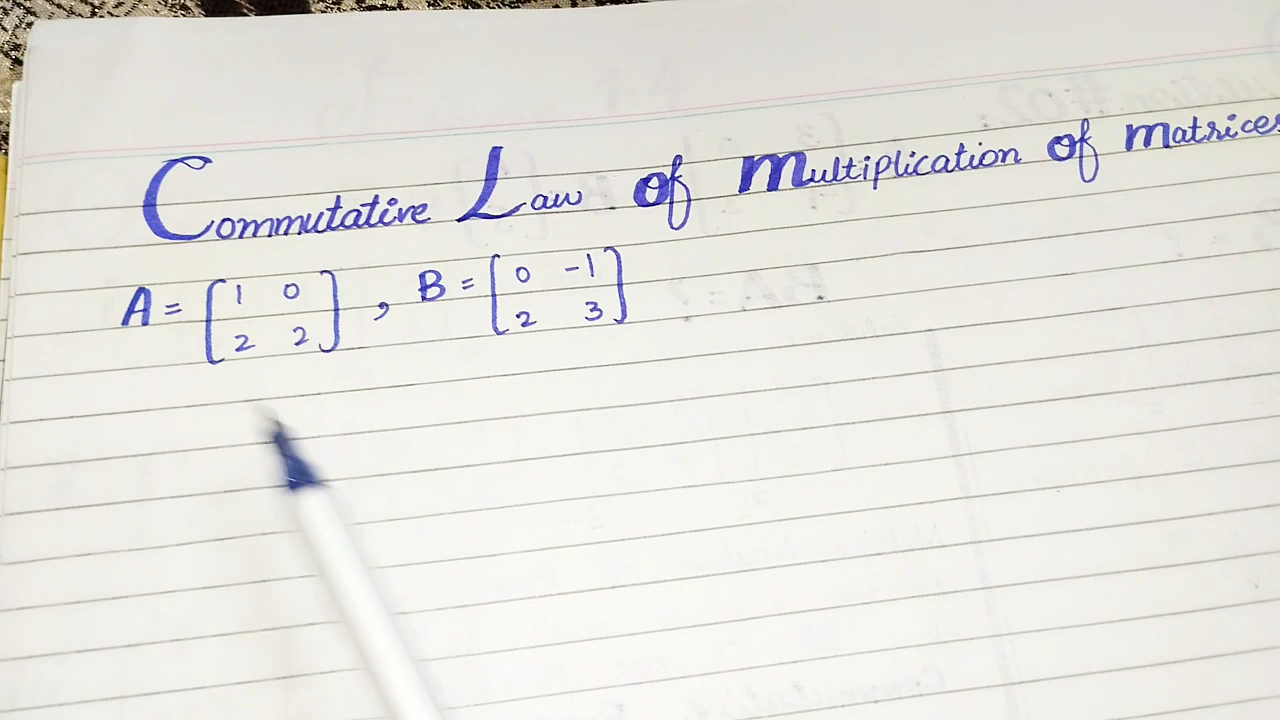 Commutative Law of Multiplication of Matrices
A = [ 1 0 ; 2 2 ] , B = [ 0 -1 ; 2 3 ]